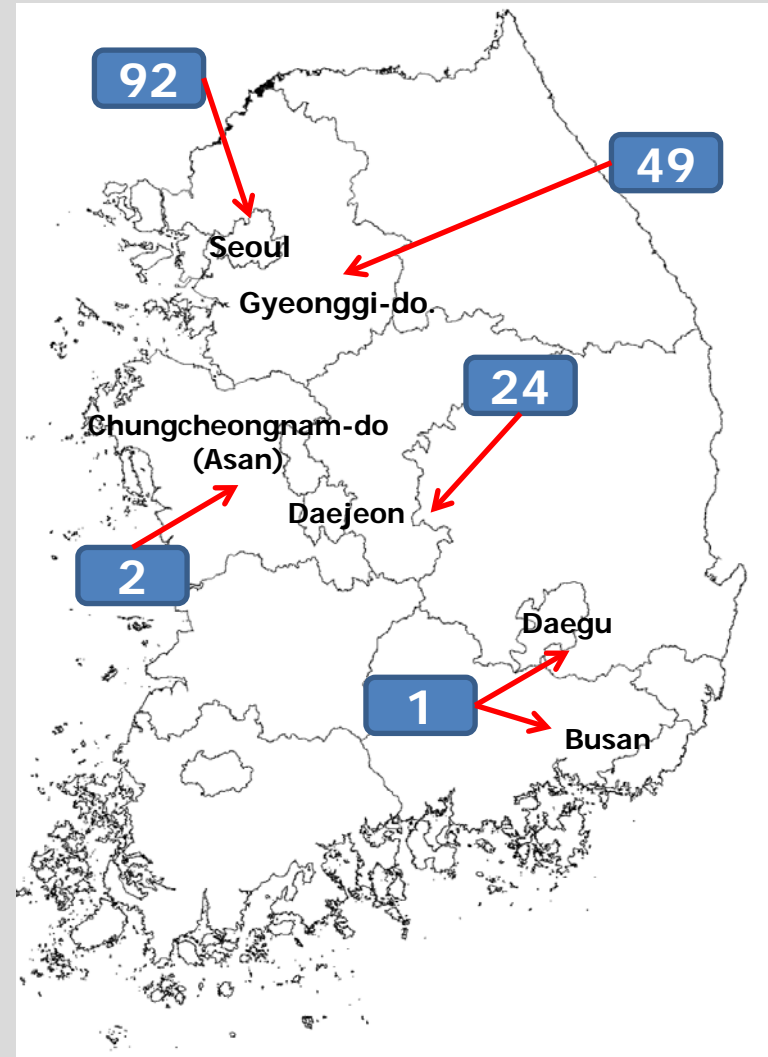 92
49
Seoul
Gyeonggi-do.
24
Chungcheongnam-do
(Asan)
Daejeon
2
Daegu
1
Busan